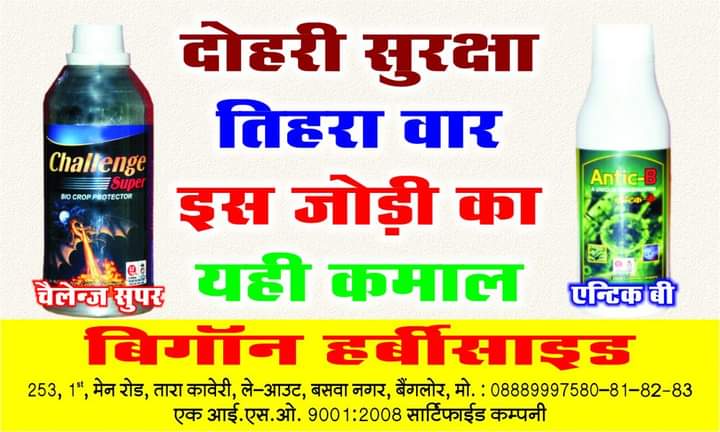 दोहरी सुरक्षा
तिहरा वार
इस जोड़ी का
यही कमाल
Challenge
Super
BIO CROP PROTECTOR
चैलेन्ज सुपर
Antic-B
एन्टिक बी
बिगॉन हर्बीसाइड
253, 1st, मेन रोड, तारा कावेरी, ले-आउट, बसवा नगर, बैंगलोर, मो. : 08889997580-81-82-83
एक आई.एस.ओ. 9001:2008 सार्टिफाईड कम्पनी